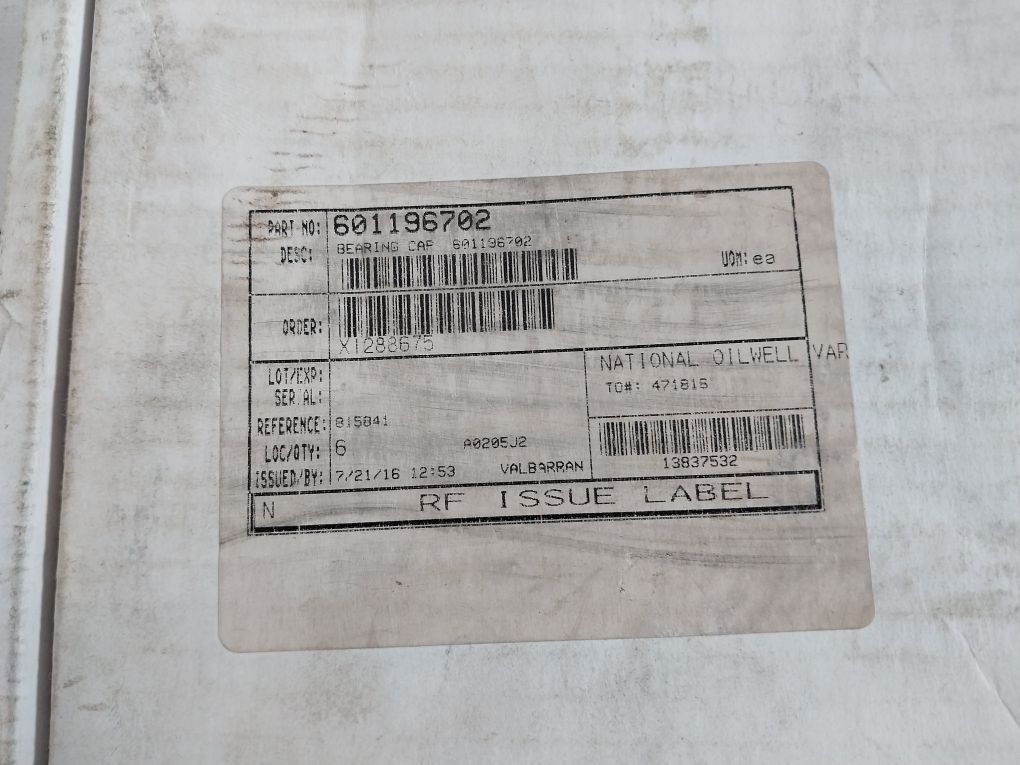 PART NO: 601196702
DESC: BEARING CAP 601196702
UOM: ea
ORDER:
X1288675
LOT/EXP:
SERIAL:
NATIONAL OILWELL VAR
TO#: 471815
REFERENCE: 815841
LOC/QTY: 6 A0205J2
13837532
ISSUED/BY: 7/21/16 12:53 VALBARRAN
N RF ISSUE LABEL